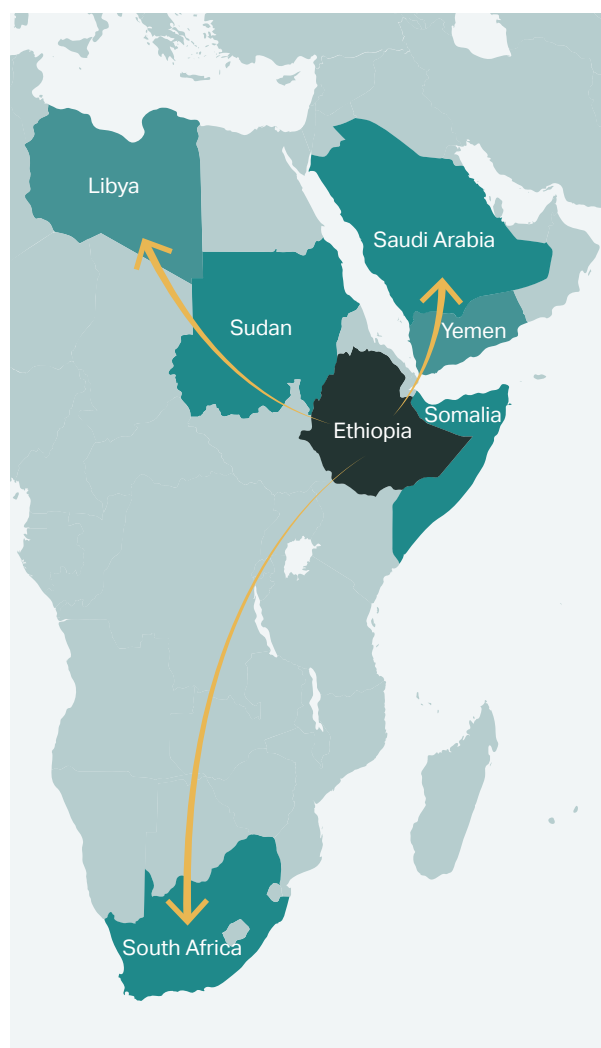 Libya
Saudi Arabia
Sudan
Yemen
Somalia
Ethiopia
South Africa